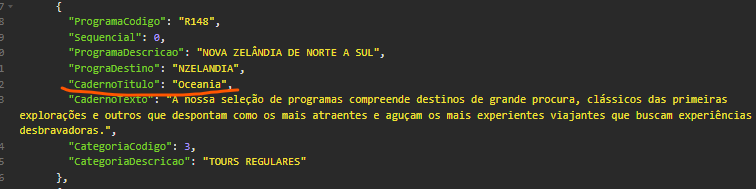 {
"ProgramaCodigo": "R148",
"Sequencial": 0,
"ProgramaDescricao": "NOVA ZELÂNDIA DE NORTE A SUL",
"PrograDestino": "NZELANDIA",
"CadernoTitulo": "Oceania",
"CadernoTexto": "A nossa seleção de programas compreende destinos de grande procura, clássicos das primeiras
explorações e outros que despontam como os mais atraentes e aguçam os mais experientes viajantes que buscam experiências
desbravadoras.",
"CategoriaCodigo": 3,
"CategoriaDescricao": "TOURS REGULARES"
},